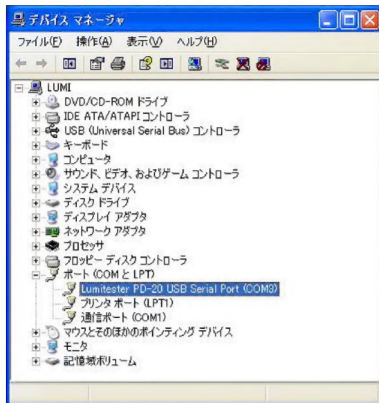 デバイス マネージャ
ファイル(F) 操作(A) 表示(V) ヘルプ(H)
LUMI
DVD/CD-ROM ドライブ
IDE ATA/ATAPI コントローラ
USB (Universal Serial Bus) コントローラ
キーボード
コンピュータ
サウンド、ビデオ、およびゲーム コントローラ
システム デバイス
ディスク ドライブ
ディスプレイ アダプタ
ネットワーク アダプタ
プロセッサ
フロッピー ディスク コントローラ
ポート (COM と LPT)
Lumitester PD-20 USB Serial Port (COM3)
プリンタ ポート (LPT1)
通信ポート (COM1)
マウスとそのほかのポインティング デバイス
モニタ
記憶域ボリューム